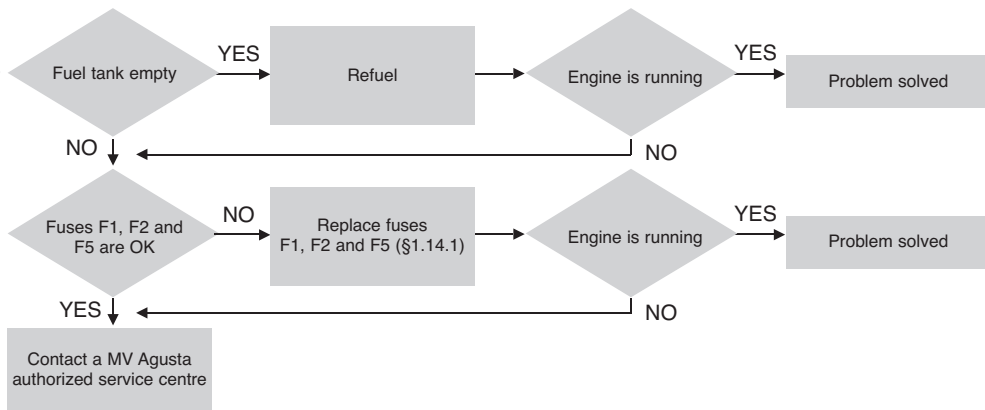 Fuel tank empty
YES
Refuel
Engine is running
YES
Problem solved
NO
NO
Fuses F1, F2 and
F5 are OK
NO
Replace fuses
F1, F2 and F5 (§1.14.1)
Engine is running
YES
Problem solved
YES
NO
Contact a MV Agusta
authorized service centre